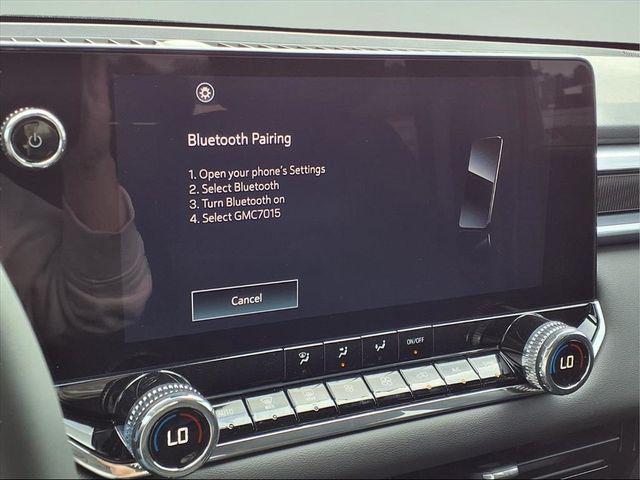 Bluetooth Pairing
1. Open your phone's Settings
2. Select Bluetooth
3. Turn Bluetooth on
4. Select GMC7015
Cancel
ON/OFF
AUTO
A/C
LO
LO